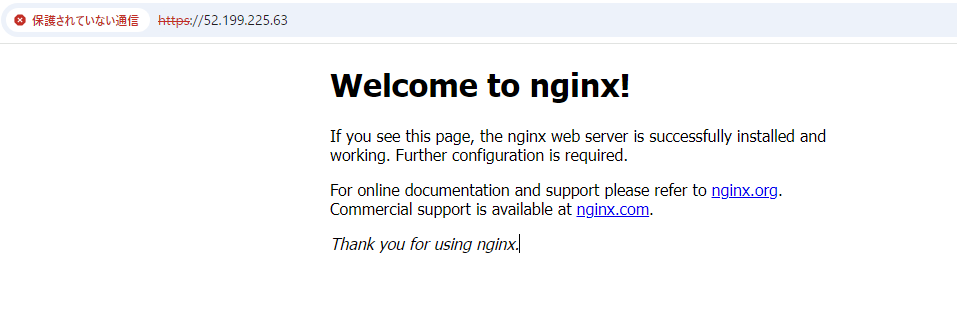 保護されていない通信 https://52.199.225.63
Welcome to nginx!
If you see this page, the nginx web server is successfully installed and
working. Further configuration is required.
For online documentation and support please refer to nginx.org.
Commercial support is available at nginx.com.
Thank you for using nginx.